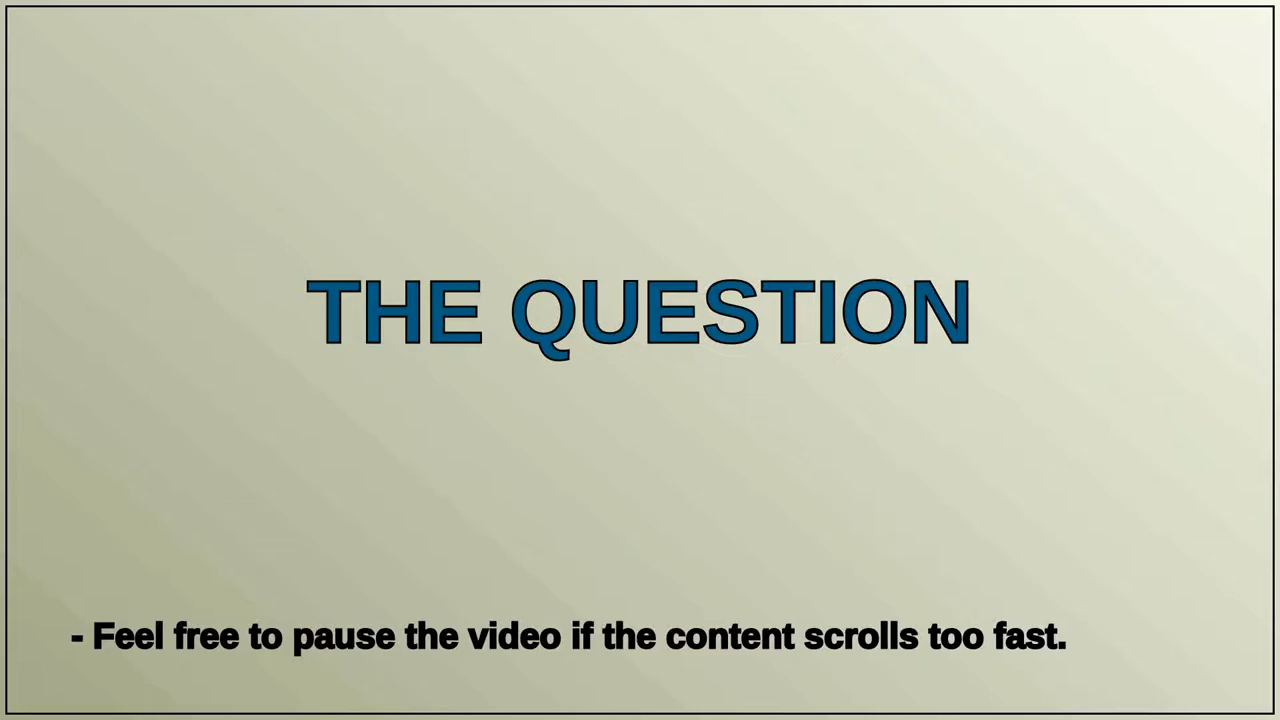 THE QUESTION
- Feel free to pause the video if the content scrolls too fast.